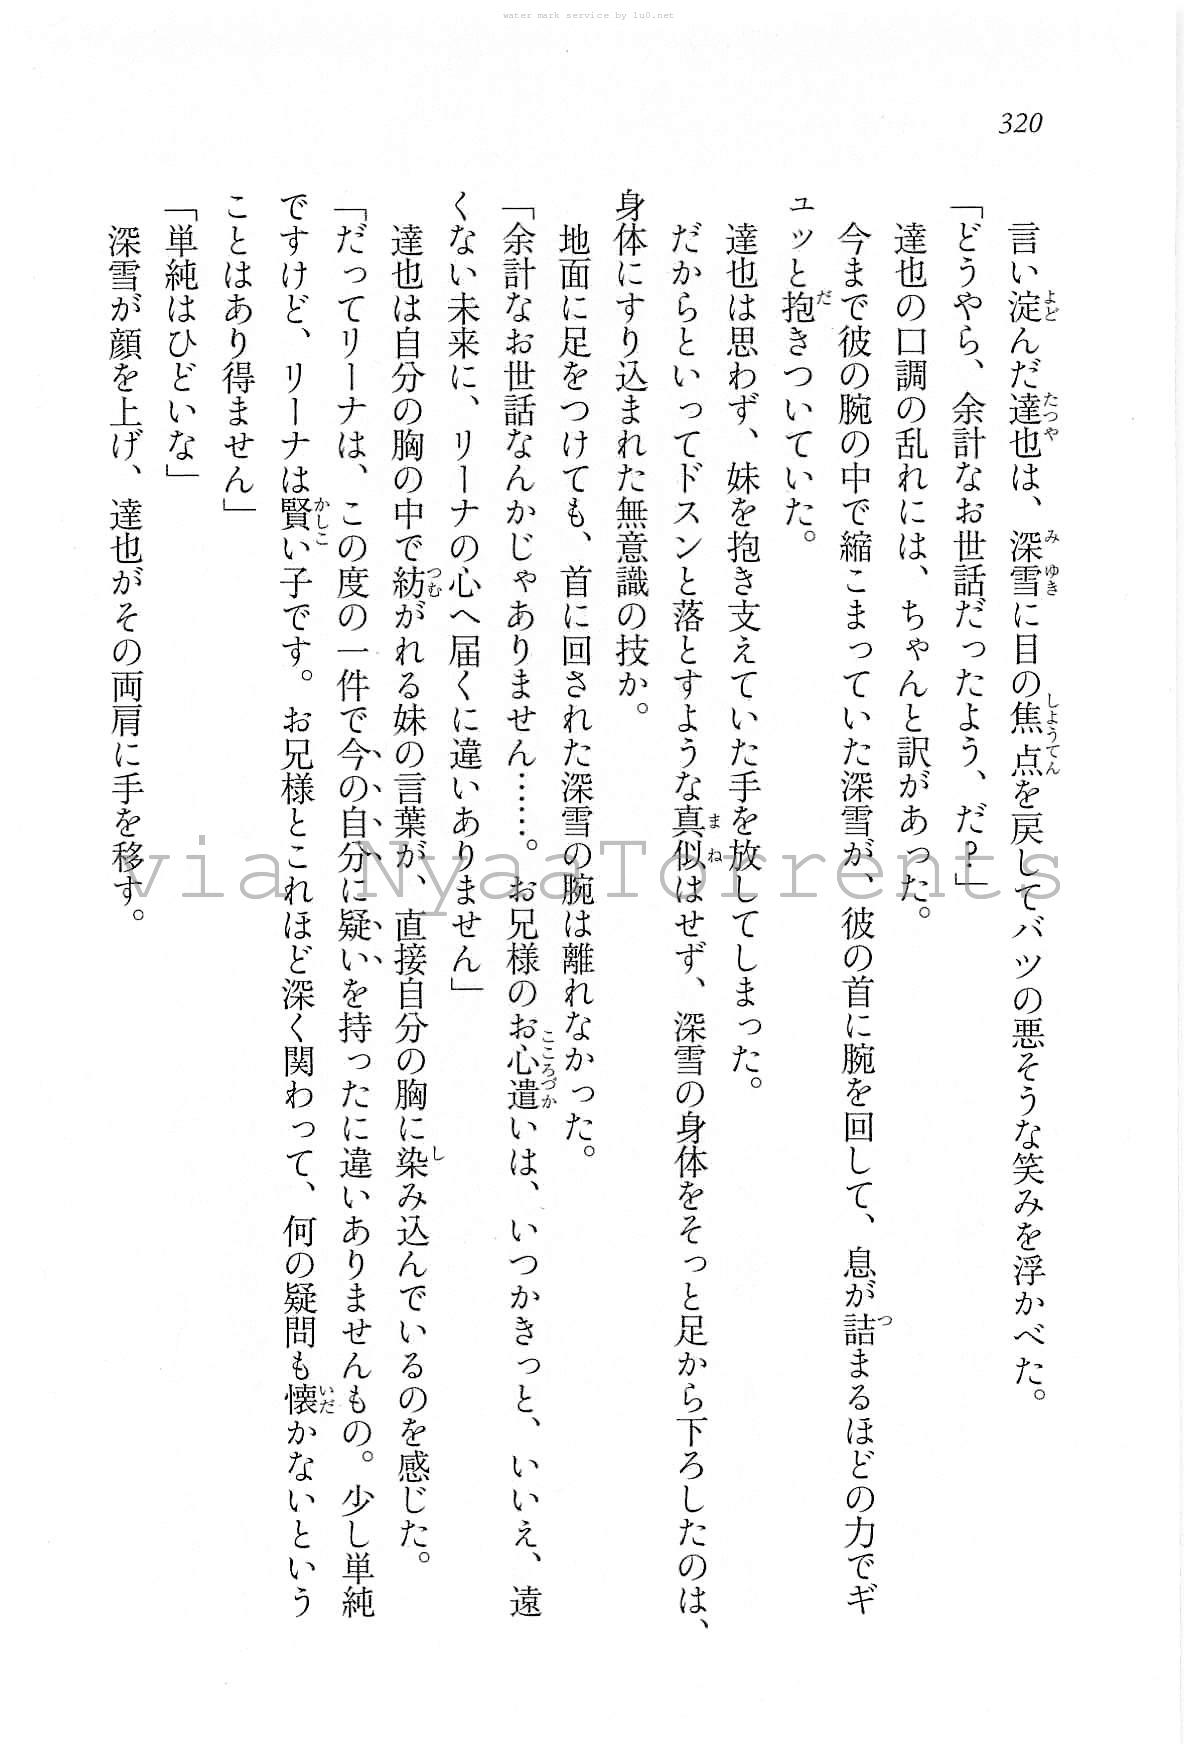 water mark service by lu0.net
320
言い淀んだ達也は、深雪に目の焦点を戻してバツの悪そうな笑みを浮かべた。
「どうやら、余計なお世話だったよう、だ?」
達也の口調の乱れには、ちゃんと訳があった。
今まで彼の腕の中で縮こまっていた深雪が、彼の首に腕を回して、息が詰まるほどの力でギ
ュッと抱きついていた。
達也は思わず、妹を抱き支えていた手を放してしまった。
だからといってドスンと落とすような真似はせず、深雪の身体をそっと足から下ろしたのは、
身体にすり込まれた無意識の技か。
地面に足をつけても、首に回された深雪の腕は離れなかった。
「余計なお世話なんかじゃありません……。お兄様のお心遣いは、いつかきっと、いいえ、遠
くない未来に、リーナの心へ届くに違いありません」
達也は自分の胸の中で紡がれる妹の言葉が、直接自分の胸に染み込んでいるのを感じた。
「だってリーナは、この度の一件で今の自分に疑いを持ったに違いありませんもの。少し単純
ですけど、リーナは賢い子です。お兄様とこれほど深く関わって、何の疑問も懐かないという
ことはあり得ません」
「単純はひどいな」
深雪が顔を上げ、達也がその両肩に手を移す。
via NyaaTorrents